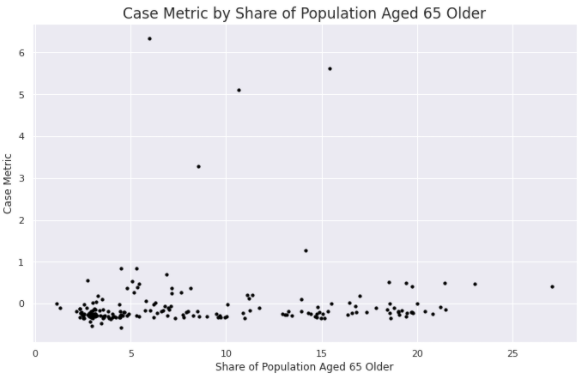 Case Metric by Share of Population Aged 65 Older
Case Metric
6
5
4
3
2
1
0
0 5 10 15 20 25
Share of Population Aged 65 Older